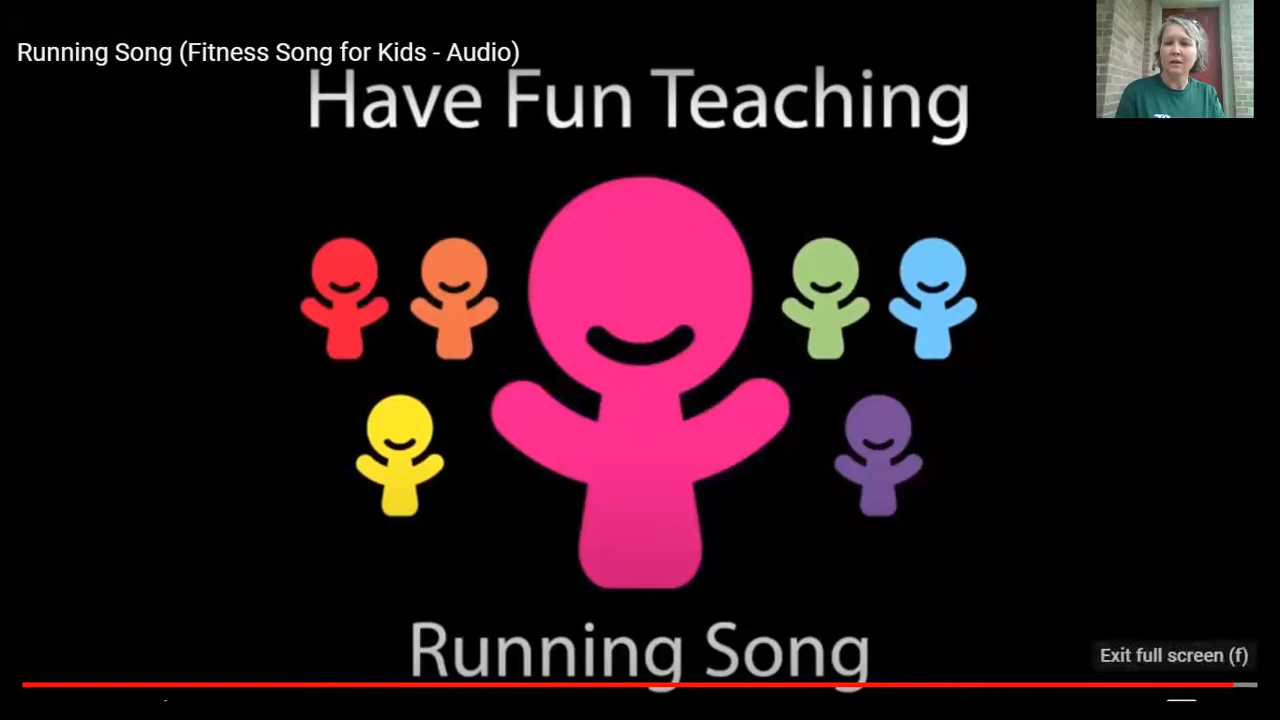 Running Song (Fitness Song for Kids - Audio)
Have Fun Teaching
Running Song
Exit full screen (f)